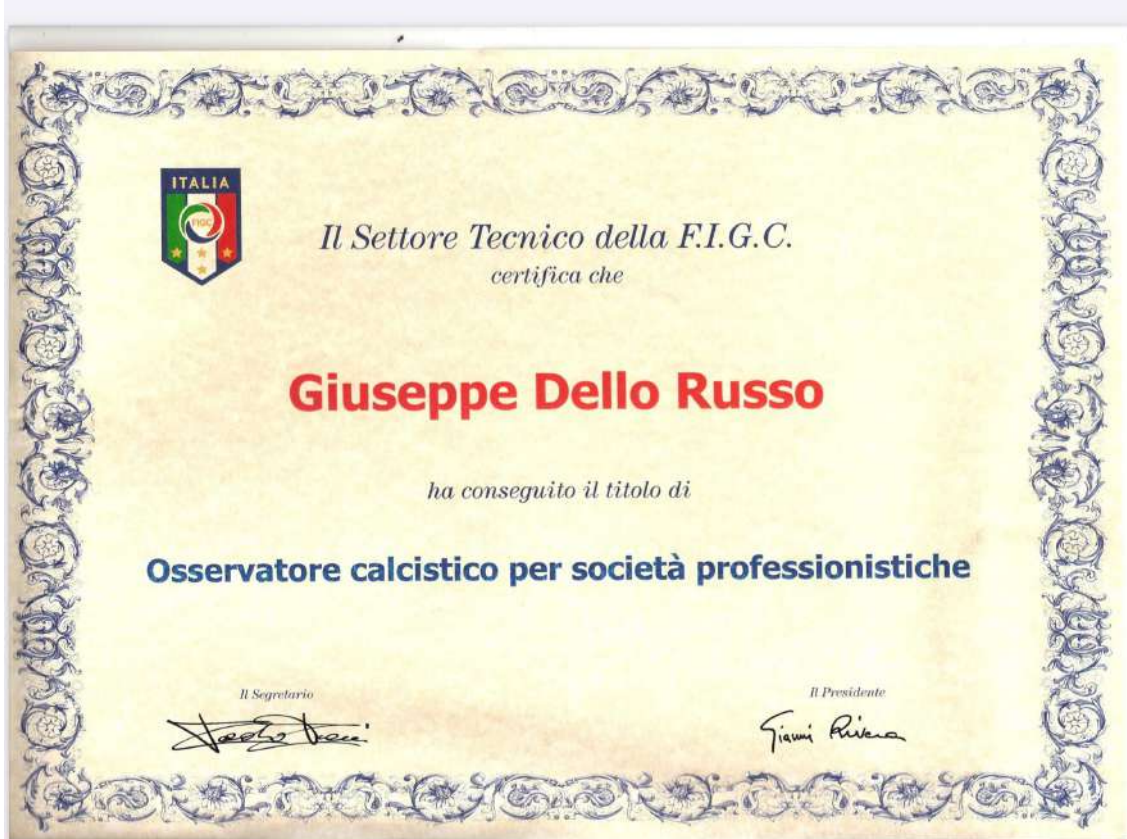 ITALIA
FIGC
Il Settore Tecnico della F.I.G.C.
certifica che
Giuseppe Dello Russo
ha conseguito il titolo di
Osservatore calcistico per società professionistiche
Il Segretario
Il Presidente
Gianni Rivera